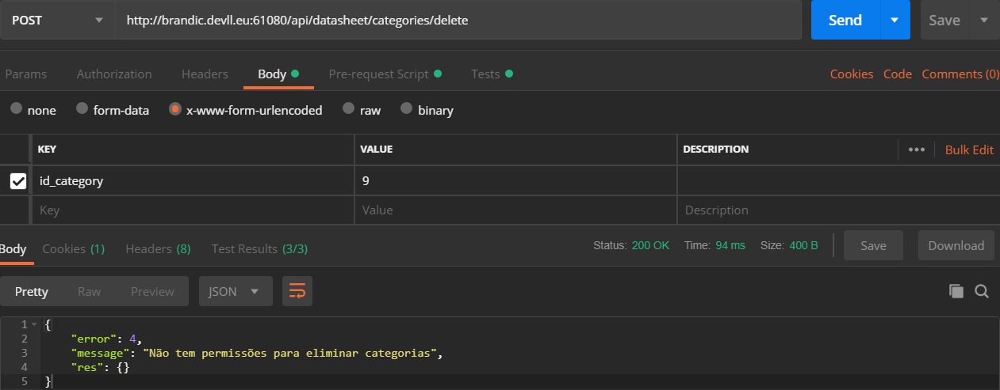 POST http://brandic.devll.eu:61080/api/datasheet/categories/delete Send Save
Params Authorization Headers Body Pre-request Script Tests Cookies Code Comments (0)
none form-data x-www-form-urlencoded raw binary
KEY VALUE DESCRIPTION ••• Bulk Edit
id_category 9
Key Value Description
Body Cookies (1) Headers (8) Test Results (3/3) Status: 200 OK Time: 94 ms Size: 400 B Save Download
Pretty Raw Preview JSON
1 {
2 "error": 4,
3 "message": "Não tem permissões para eliminar categorias",
4 "res": {}
5 }